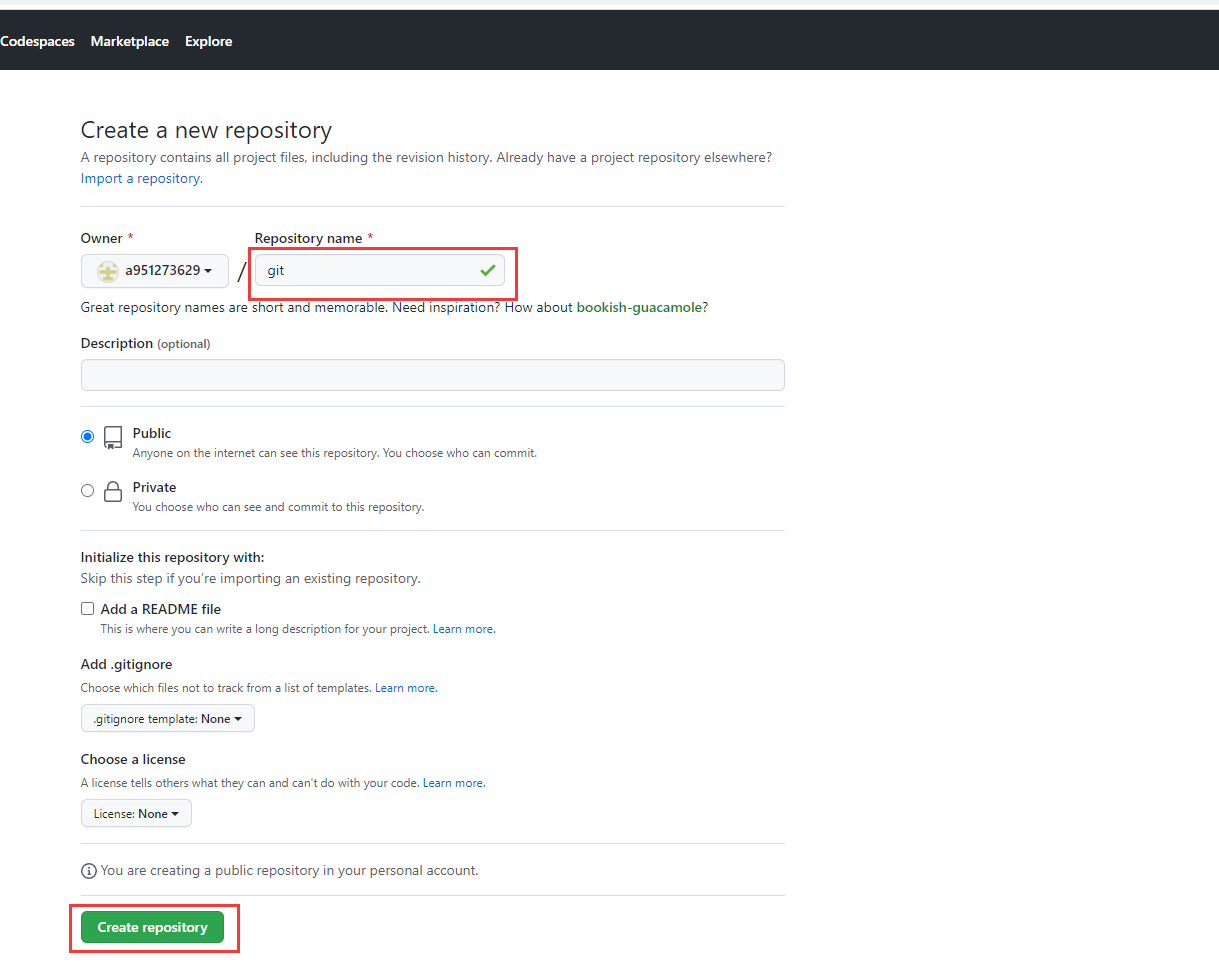 Codespaces Marketplace Explore
Create a new repository
A repository contains all project files, including the revision history. Already have a project repository elsewhere?
Import a repository.
Owner * Repository name *
a951273629 / git
Great repository names are short and memorable. Need inspiration? How about bookish-guacamole?
Description (optional)
Public
Anyone on the internet can see this repository. You choose who can commit.
Private
You choose who can see and commit to this repository.
Initialize this repository with:
Skip this step if you're importing an existing repository.
Add a README file
This is where you can write a long description for your project. Learn more.
Add .gitignore
Choose which files not to track from a list of templates. Learn more.
.gitignore template: None
Choose a license
A license tells others what they can and can't do with your code. Learn more.
License: None
You are creating a public repository in your personal account.
Create repository